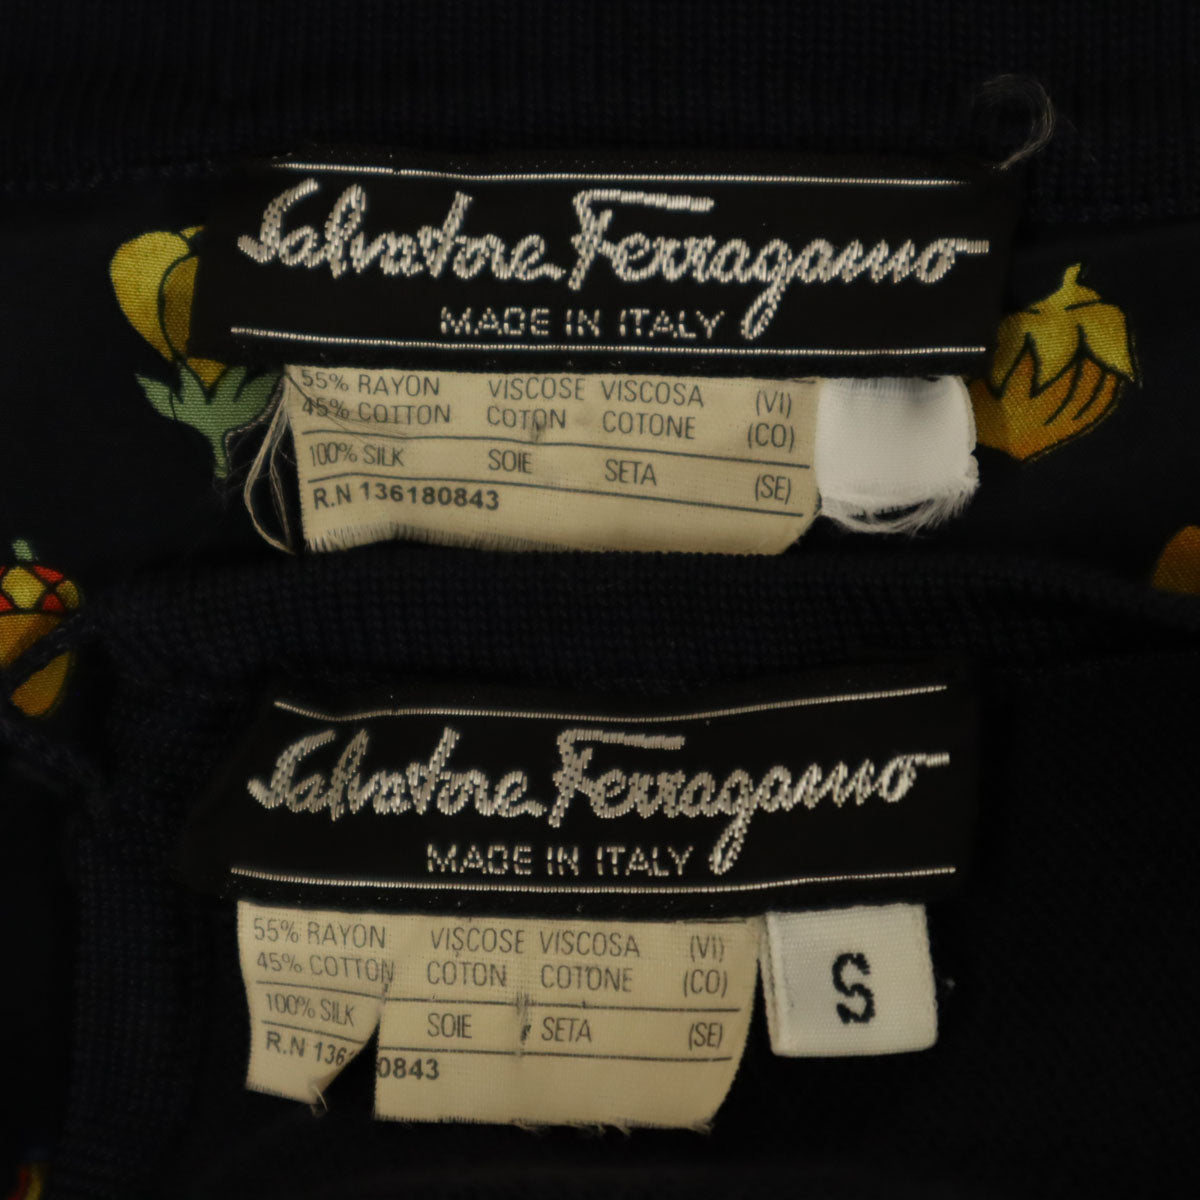 Salvatore Ferragamo
MADE IN ITALY
55% RAYON VISCOSE VISCOSA (VI)
45% COTTON COTON COTONE (CO)
100% SILK SOIE SETA (SE)
R.N 136180843
Salvatore Ferragamo
MADE IN ITALY
55% RAYON VISCOSE VISCOSA (VI)
45% COTTON COTON COTONE (CO)
100% SILK SOIE SETA (SE)
R.N 136 0843
S